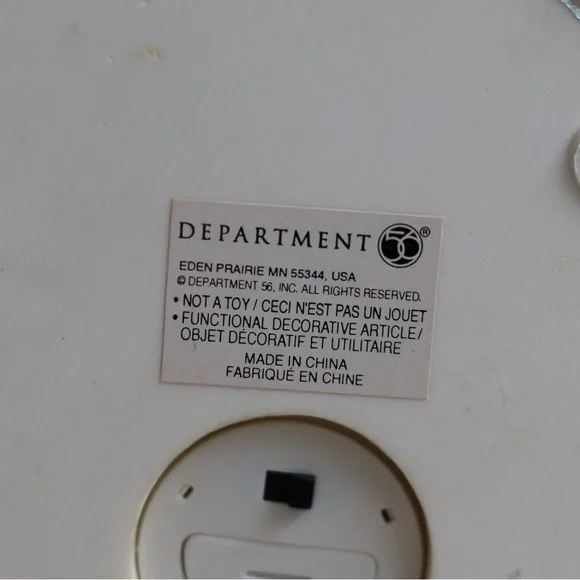 DEPARTMENT 56®
EDEN PRAIRIE MN 55344, USA
© DEPARTMENT 56, INC. ALL RIGHTS RESERVED.
• NOT A TOY / CECI N'EST PAS UN JOUET
• FUNCTIONAL DECORATIVE ARTICLE/
OBJET DÉCORATIF ET UTILITAIRE
MADE IN CHINA
FABRIQUÉ EN CHINE